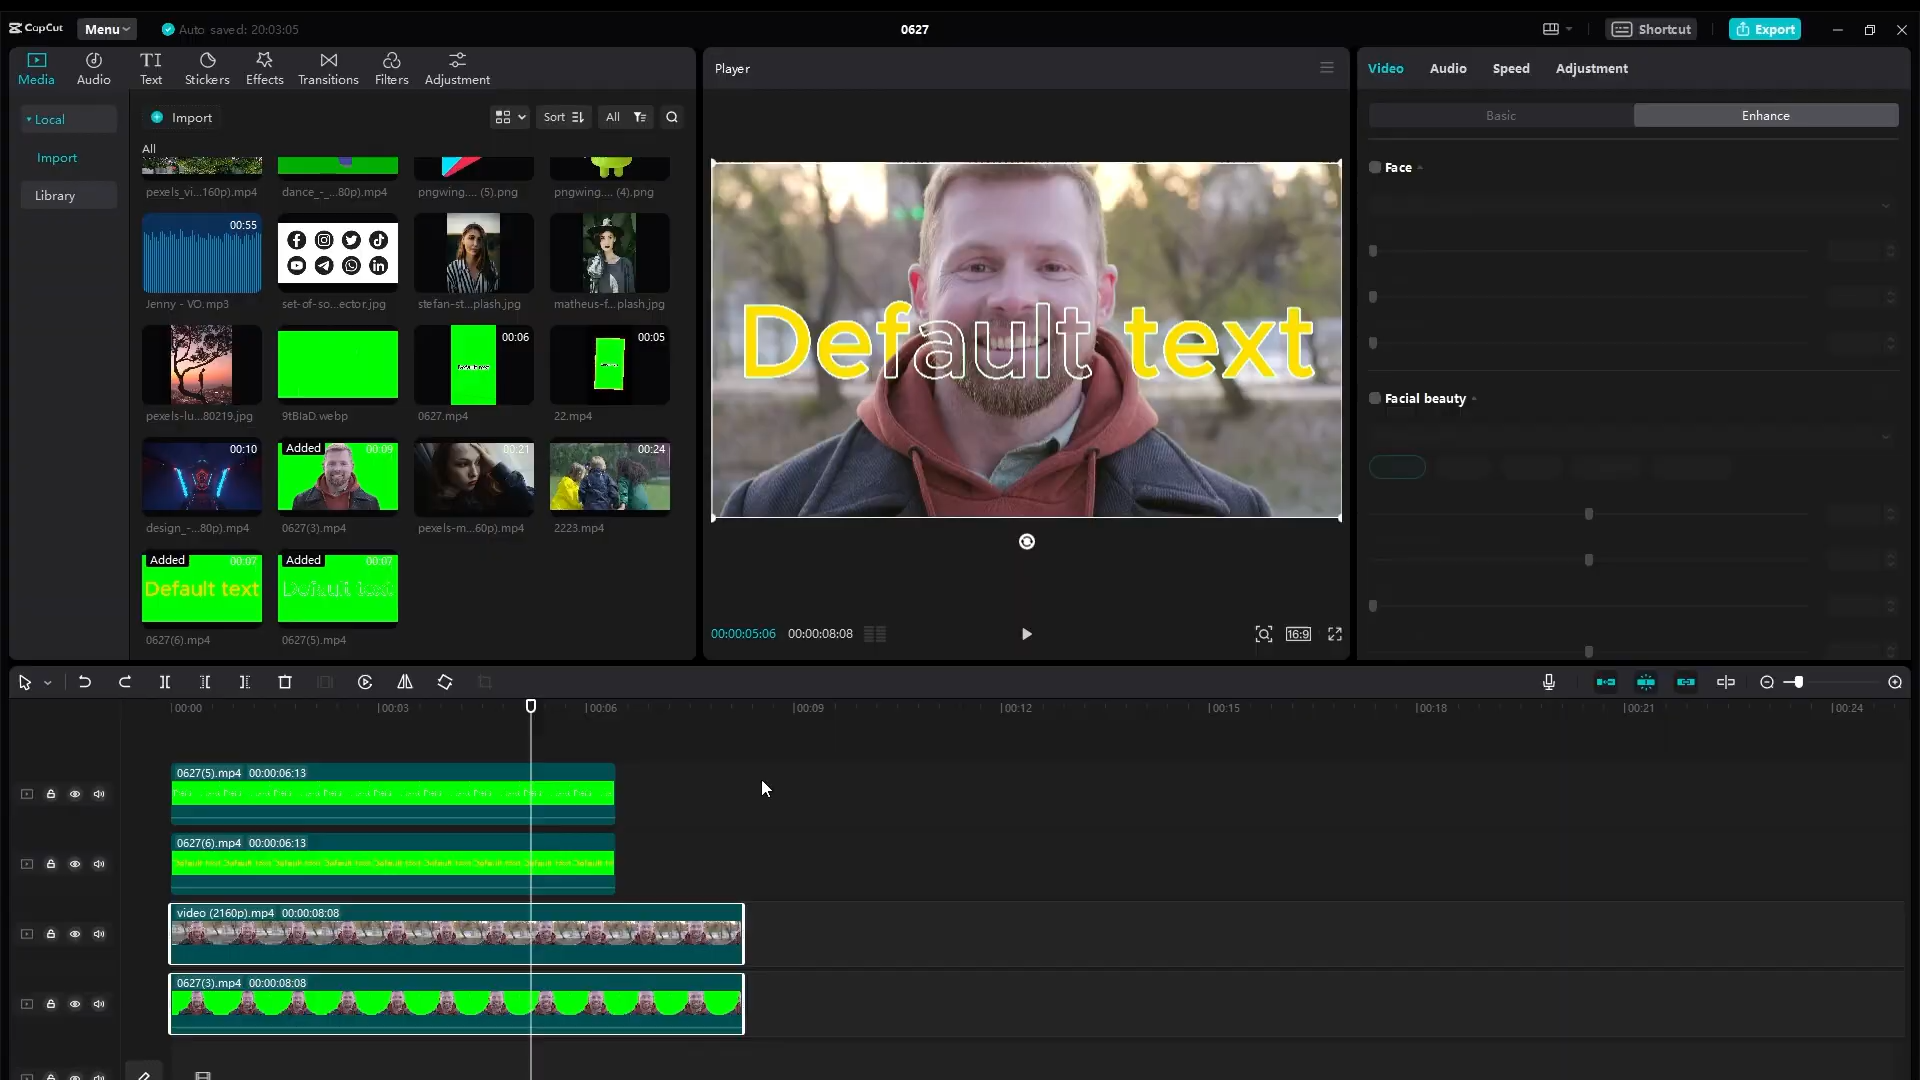 CapCut
Menu
Auto saved: 20:03:05
0627
Shortcut
Export
Media
Audio
Text
Stickers
Effects
Transitions
Filters
Adjustment
Player
Video
Audio
Speed
Adjustment
Local
Import
Library
Import
Sort
All
Basic
Enhance
All
pexels_vi...160p).mp4
dance_-_...80p).mp4
pngwing.... (5).png
pngwing.... (4).png
Face
00:55
Jenny - VO.mp3
set-of-so...ector.jpg
stefan-st...plash.jpg
matheus-f...plash.jpg
Default text
00:06
00:05
pexels-lu...80219.jpg
9tBIaD.webp
0627.mp4
22.mp4
Facial beauty
00:10
Added
00:09
00:21
00:24
design_-...80p).mp4
0627(3).mp4
pexels-m...60p).mp4
2223.mp4
Added
00:07
Default text
Added
00:07
Default text
0627(6).mp4
0627(5).mp4
00:00:05:06
00:00:08:08
16:9
00:00
00:03
00:06
00:09
00:12
00:15
00:18
00:21
00:24
0627(5).mp4 00:00:06:13
0627(6).mp4 00:00:06:13
video (2160p).mp4 00:00:08:08
0627(3).mp4 00:00:08:08